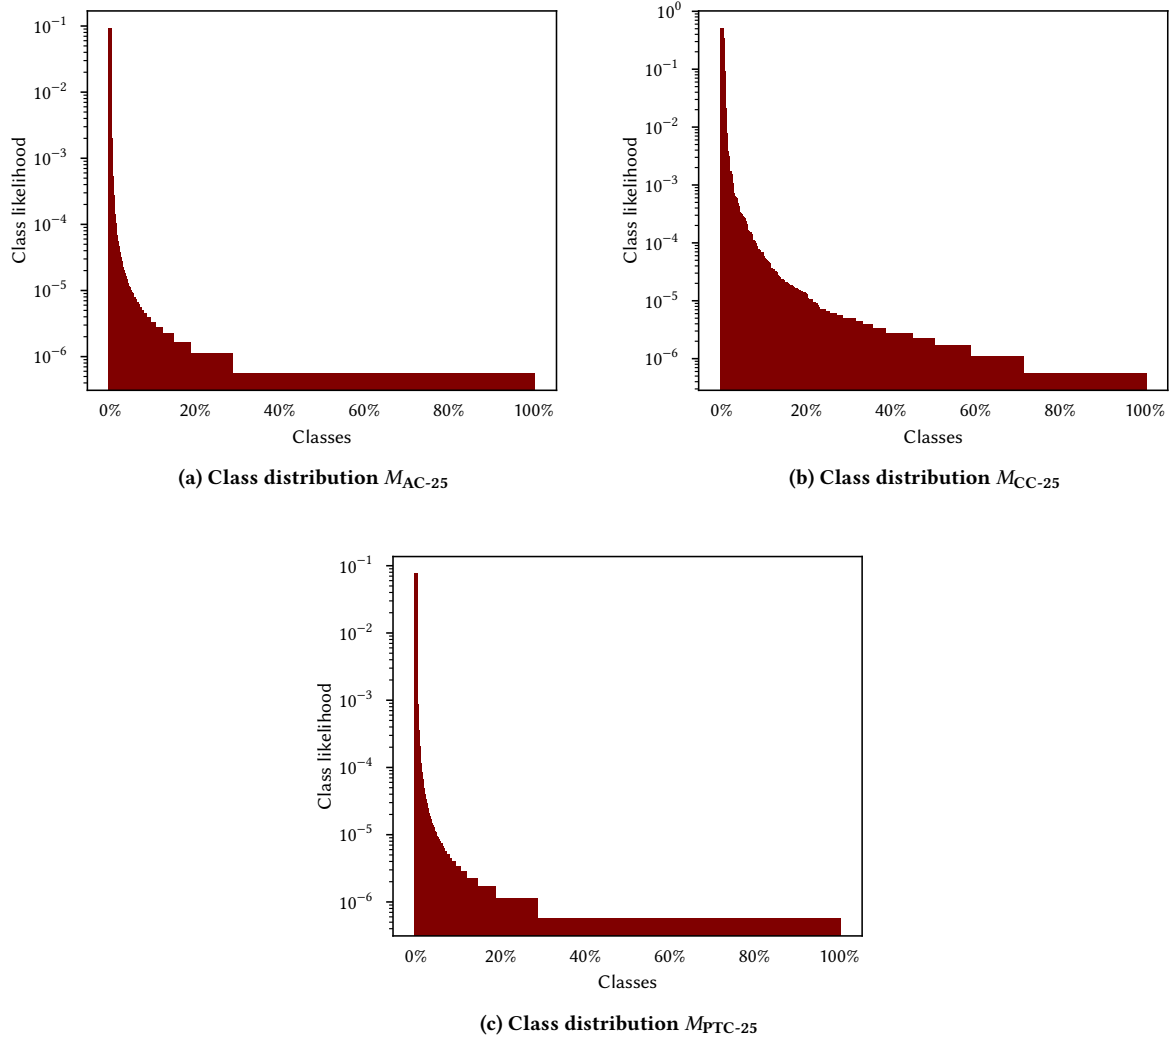 10⁻¹
10⁻²
10⁻³
10⁻⁴
10⁻⁵
10⁻⁶
Class likelihood
0% 20% 40% 60% 80% 100%
Classes
(a) Class distribution M_AC-25
10⁰
10⁻¹
10⁻²
10⁻³
10⁻⁴
10⁻⁵
10⁻⁶
Class likelihood
0% 20% 40% 60% 80% 100%
Classes
(b) Class distribution M_CC-25
10⁻¹
10⁻²
10⁻³
10⁻⁴
10⁻⁵
10⁻⁶
Class likelihood
0% 20% 40% 60% 80% 100%
Classes
(c) Class distribution M_PTC-25